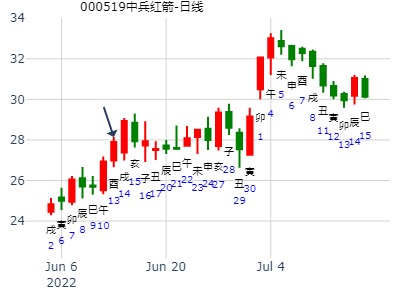 000519中兵红箭-日线
34
32
30
28
26
24
戌 寅 卯 辰 巳 午 酉 戌 亥 子 丑 辰 巳 午 未 申 亥 子 丑 寅 卯 午 未 申 酉 戌 丑 寅 卯 辰 巳
2 6 7 8 9 10 13 14 15 16 17 20 21 22 23 24 27 28 29 30 1 4 5 6 7 8 11 12 13 14 15
Jun 6 Jun 20 Jul 4
2022